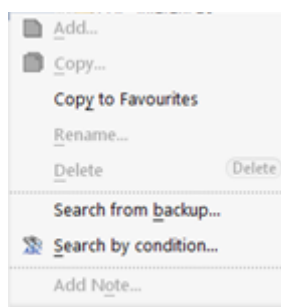 Add...
Copy...
Copy to Favourites
Rename...
Delete Delete
Search from backup...
Search by condition...
Add Note...